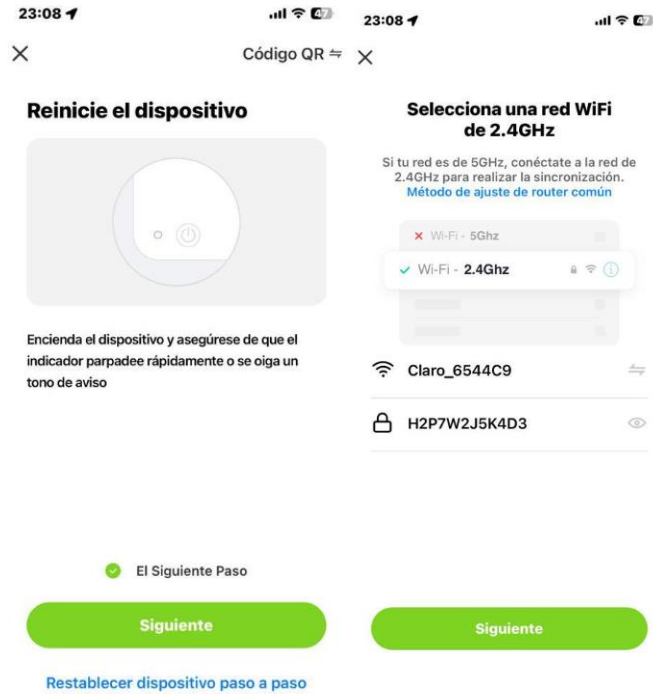 23:08
47
Código QR
Reinicie el dispositivo
Encienda el dispositivo y asegúrese de que el
indicador parpadee rápidamente o se oiga un
tono de aviso
El Siguiente Paso
Siguiente
Restablecer dispositivo paso a paso
23:08
47
Selecciona una red WiFi
de 2.4GHz
Si tu red es de 5GHz, conéctate a la red de
2.4GHz para realizar la sincronización.
Método de ajuste de router común
Wi-Fi - 5Ghz
Wi-Fi - 2.4Ghz
Claro_6544C9
H2P7W2J5K4D3
Siguiente